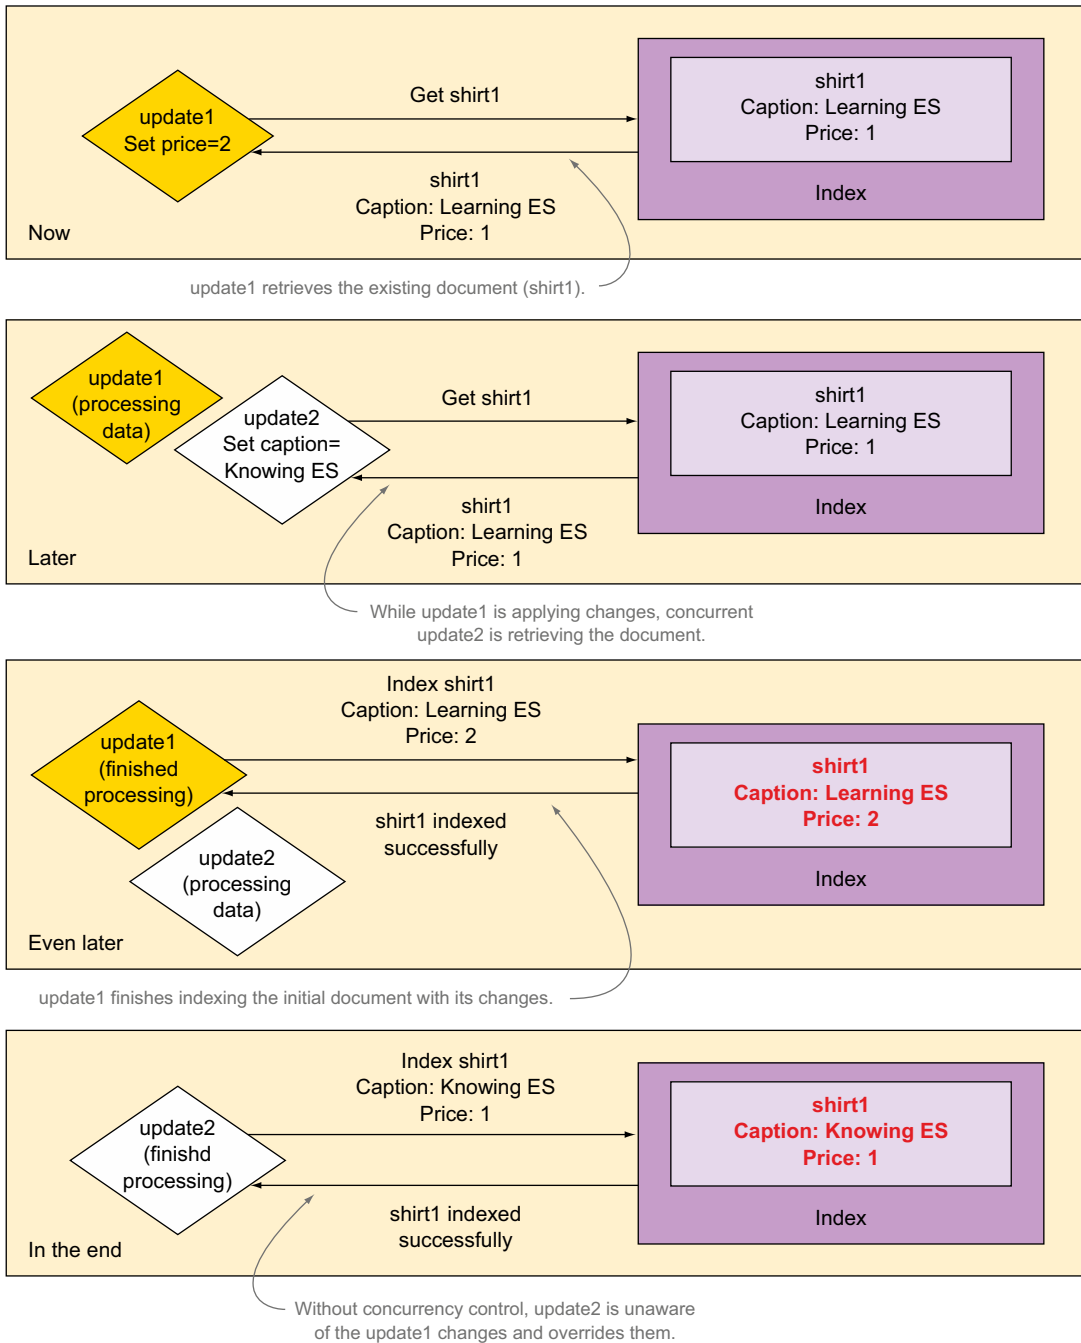 update1
Set price=2
Get shirt1
shirt1
Caption: Learning ES
Price: 1
shirt1
Caption: Learning ES
Price: 1
Index
Now
update1 retrieves the existing document (shirt1).
update1
(processing
data)
update2
Set caption=
Knowing ES
Get shirt1
shirt1
Caption: Learning ES
Price: 1
shirt1
Caption: Learning ES
Price: 1
Index
Later
While update1 is applying changes, concurrent
update2 is retrieving the document.
update1
(finished
processing)
update2
(processing
data)
Index shirt1
Caption: Learning ES
Price: 2
shirt1 indexed
successfully
shirt1
Caption: Learning ES
Price: 2
Index
Even later
update1 finishes indexing the initial document with its changes.
update2
(finishd
processing)
Index shirt1
Caption: Knowing ES
Price: 1
shirt1 indexed
successfully
shirt1
Caption: Knowing ES
Price: 1
Index
In the end
Without concurrency control, update2 is unaware
of the update1 changes and overrides them.